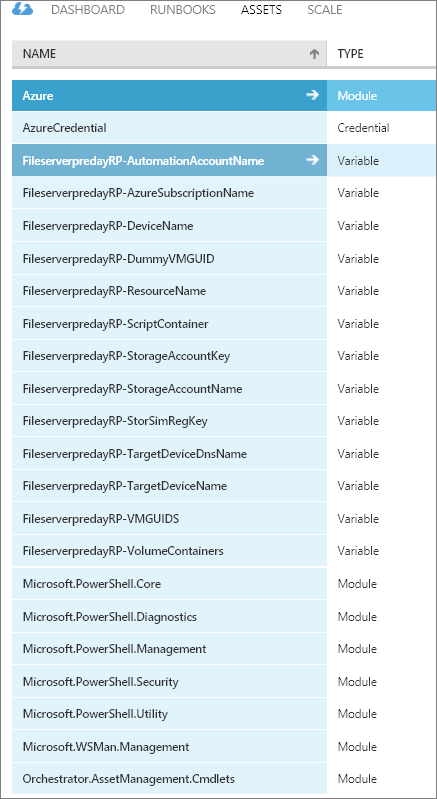 DASHBOARD RUNBOOKS ASSETS SCALE
NAME TYPE
Azure Module
AzureCredential Credential
FileserverpredayRP-AutomationAccountName Variable
FileserverpredayRP-AzureSubscriptionName Variable
FileserverpredayRP-DeviceName Variable
FileserverpredayRP-DummyVMGUID Variable
FileserverpredayRP-ResourceName Variable
FileserverpredayRP-ScriptContainer Variable
FileserverpredayRP-StorageAccountKey Variable
FileserverpredayRP-StorageAccountName Variable
FileserverpredayRP-StorSimRegKey Variable
FileserverpredayRP-TargetDeviceDnsName Variable
FileserverpredayRP-TargetDeviceName Variable
FileserverpredayRP-VMGUIDS Variable
FileserverpredayRP-VolumeContainers Variable
Microsoft.PowerShell.Core Module
Microsoft.PowerShell.Diagnostics Module
Microsoft.PowerShell.Management Module
Microsoft.PowerShell.Security Module
Microsoft.PowerShell.Utility Module
Microsoft.WSMan.Management Module
Orchestrator.AssetManagement.Cmdlets Module